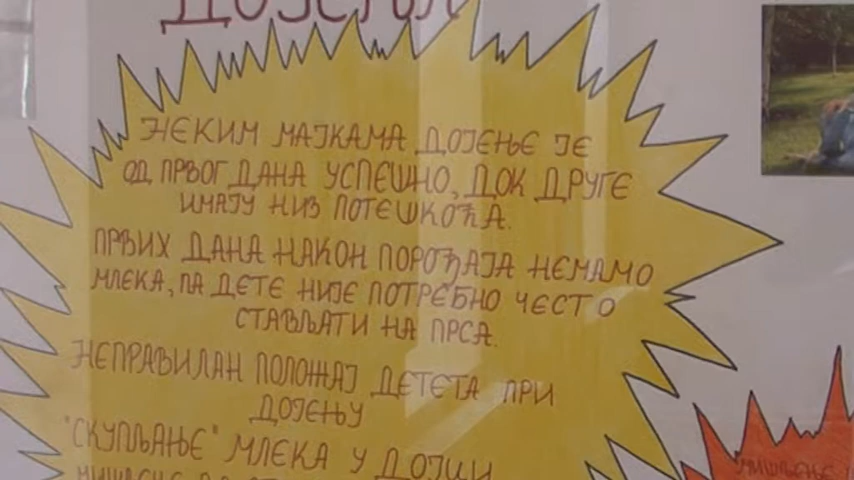 НЕКИМ МАЈКАМА ДОЈЕЊЕ ЈЕ
ОД ПРВОГ ДАНА УСПЕШНО, ДОК ДРУГЕ
ИМАЈУ НИЗ ПОТЕШКОЋА.
ПРВИХ ДАНА НАКОН ПОРОЂАЈА НЕМАМО
МЛЕКА, ПА ДЕТЕ НИЈЕ ПОТРЕБНО ЧЕСТО
СТАВЉАТИ НА ПРСА.
НЕПРАВИЛАН ПОЛОЖАЈ ДЕТЕТА ПРИ
ДОЈЕЊУ
"СКУПЉАЊЕ" МЛЕКА У ДОЈЦИ